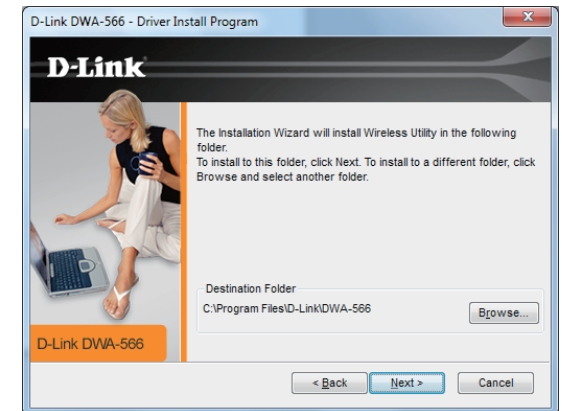 D-Link DWA-566 - Driver Install Program
D-Link
The Installation Wizard will install Wireless Utility in the following
folder.
To install to this folder, click Next. To install to a different folder, click
Browse and select another folder.
Destination Folder
C:\Program Files\D-Link\DWA-566
Browse...
D-Link DWA-566
< Back
Next >
Cancel